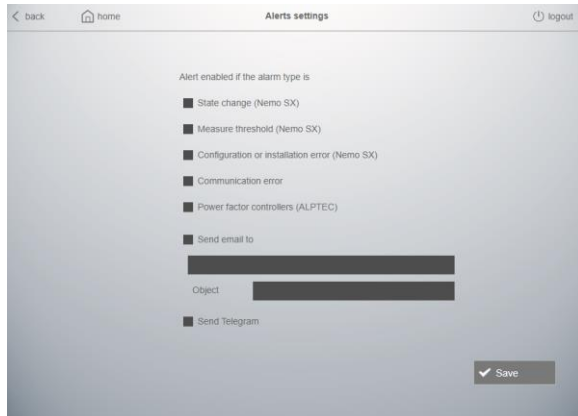 back
home
Alerts settings
logout
Alert enabled if the alarm type is
State change (Nemo SX)
Measure threshold (Nemo SX)
Configuration or installation error (Nemo SX)
Communication error
Power factor controllers (ALPTEC)
Send email to
Object
Send Telegram
Save